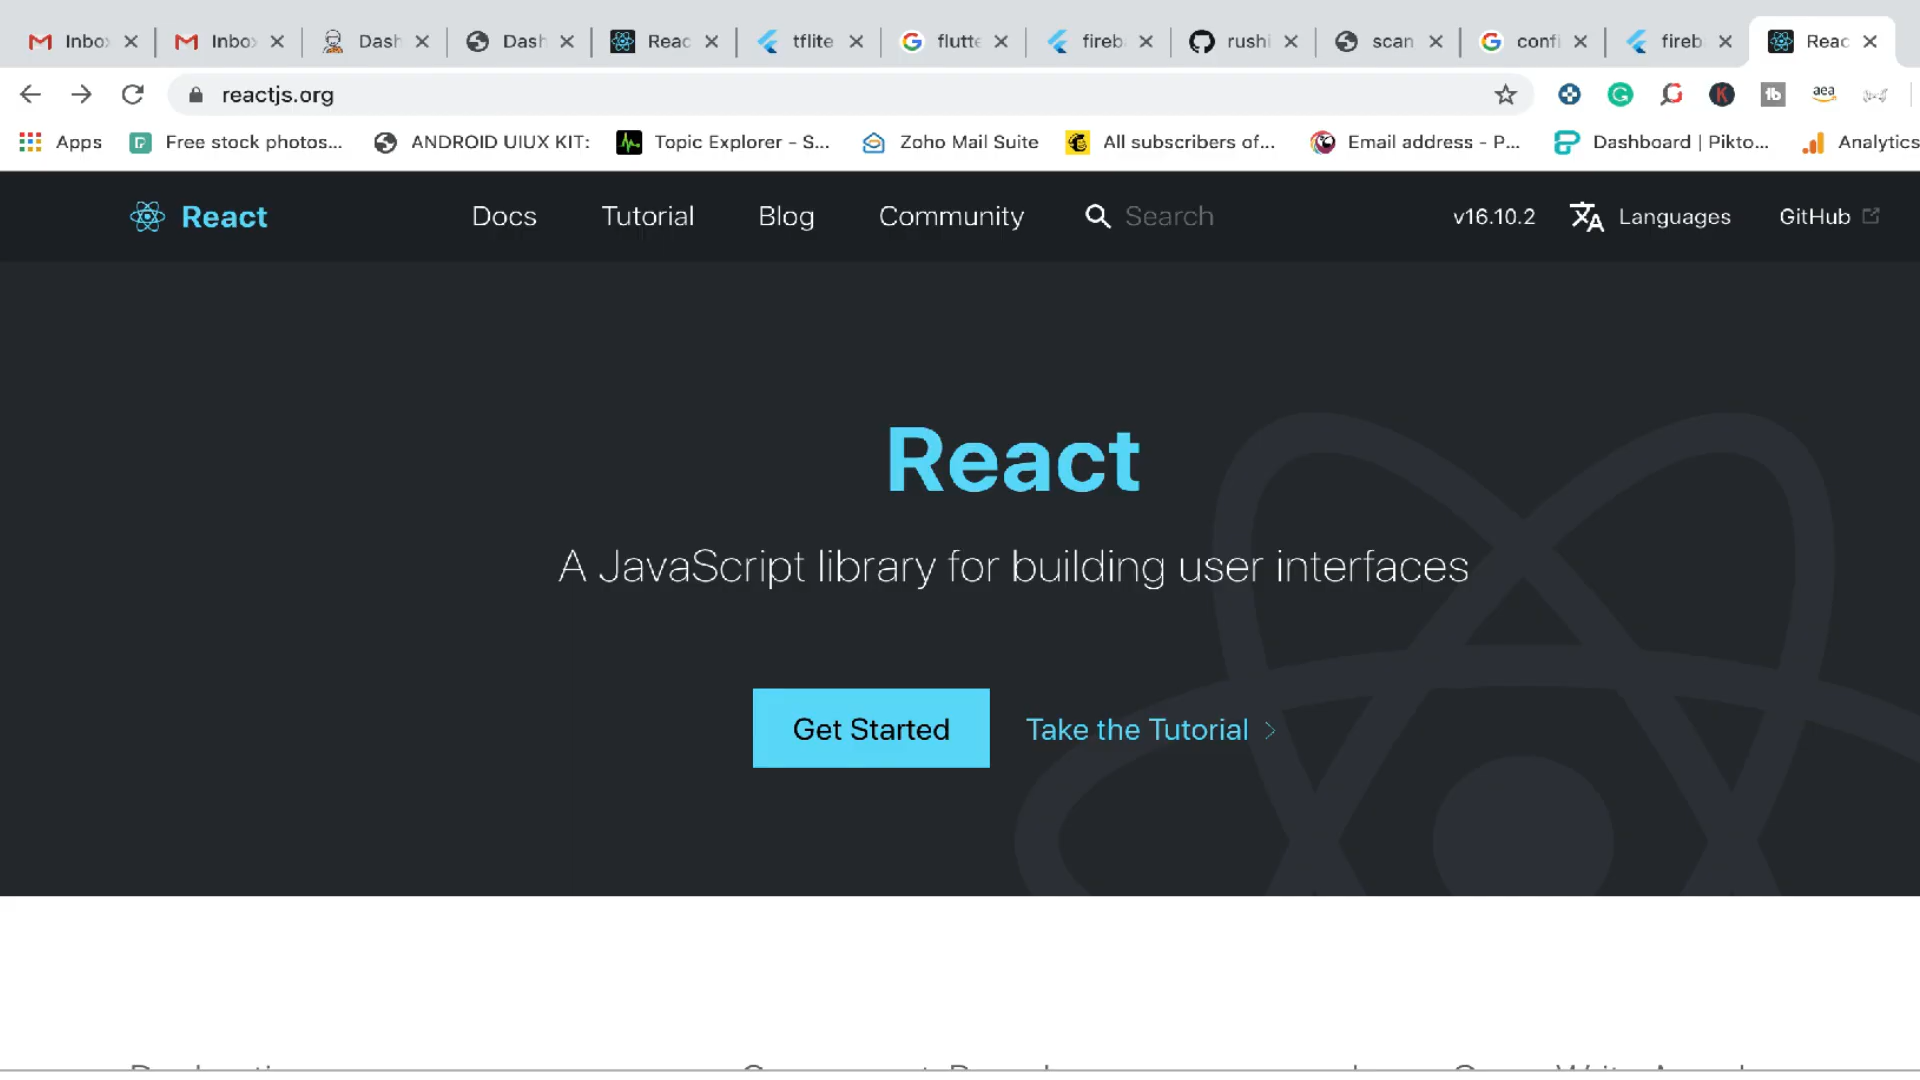 Inbo Inbo Dash Dash Reac tflite flutte fireb rushi scan confi fireb Reac
reactjs.org
Apps Free stock photos... ANDROID UIUX KIT: Topic Explorer - S... Zoho Mail Suite All subscribers of... Email address - P... Dashboard | Pikto... Analytics
React Docs Tutorial Blog Community Search v16.10.2 Languages GitHub
React
A JavaScript library for building user interfaces
Get Started Take the Tutorial